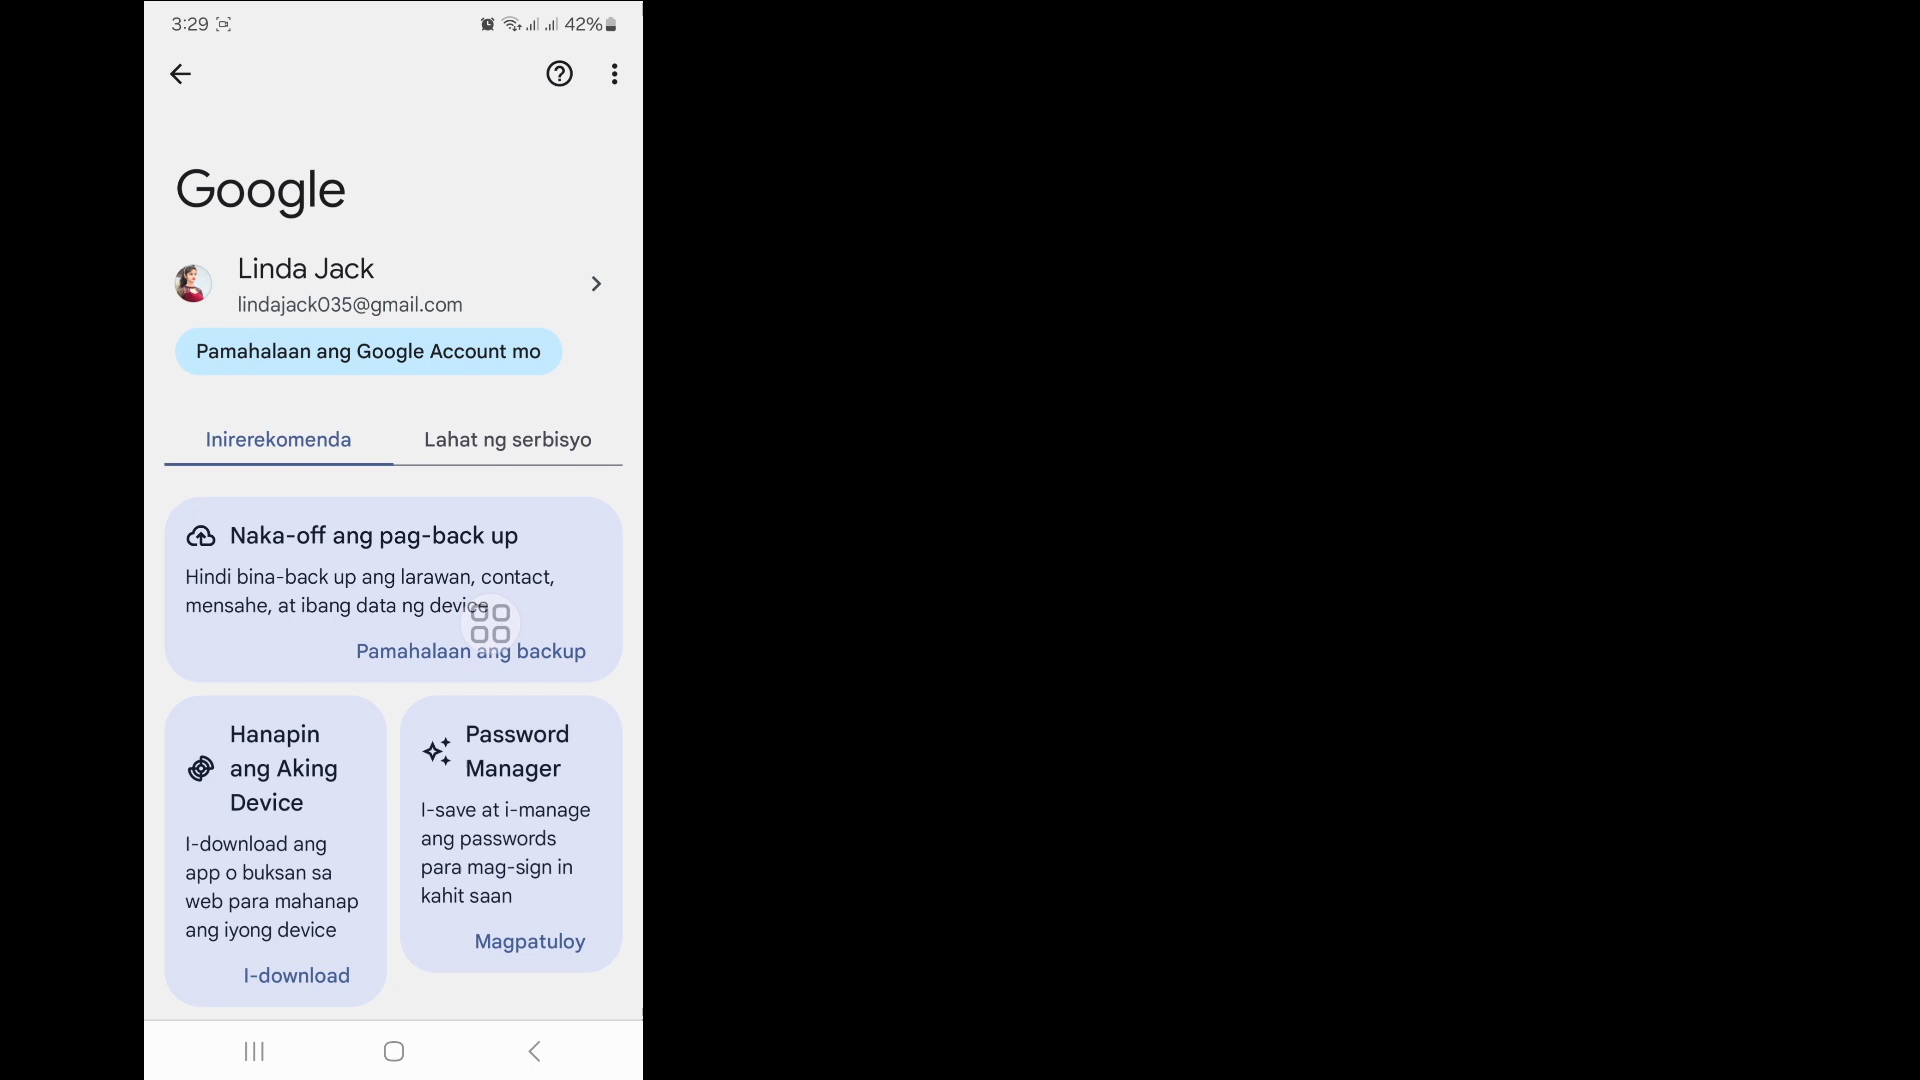 3:29 42%
Google
Linda Jack
lindajack035@gmail.com
Pamahalaan ang Google Account mo
Inirerekomenda Lahat ng serbisyo
Naka-off ang pag-back up
Hindi bina-back up ang larawan, contact,
mensahe, at ibang data ng device
Pamahalaan ang backup
Hanapin
ang Aking
Device
I-download ang
app o buksan sa
web para mahanap
ang iyong device
I-download
Password
Manager
I-save at i-manage
ang passwords
para mag-sign in
kahit saan
Magpatuloy